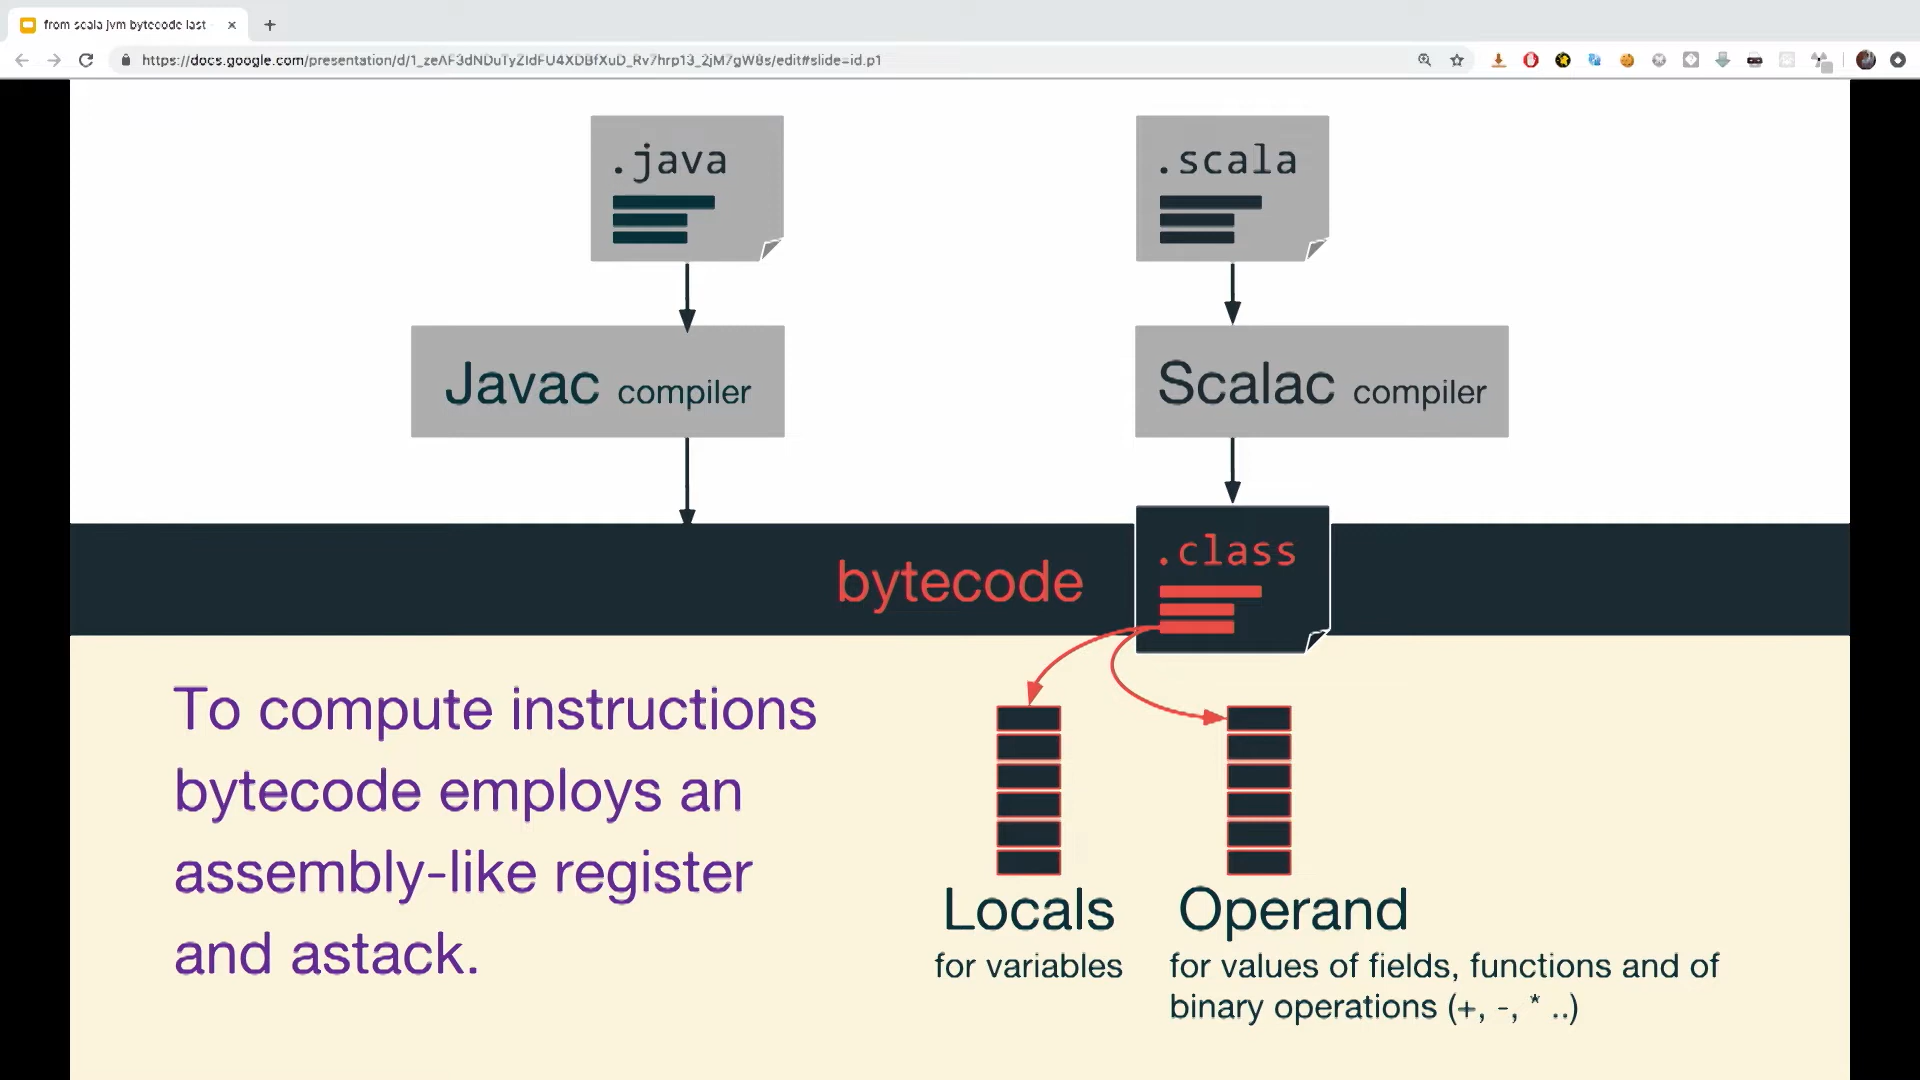 from scala jvm bytecode last
https://docs.google.com/presentation/d/1_zeAF3dNDuTyZIdFU4XDBfXuD_Rv7hrp13_2jM7gW8s/edit#slide=id.p1
.java
.scala
Javac compiler
Scalac compiler
bytecode
.class
To compute instructions
bytecode employs an
assembly-like register
and astack.
Locals
for variables
Operand
for values of fields, functions and of
binary operations (+, -, * ..)